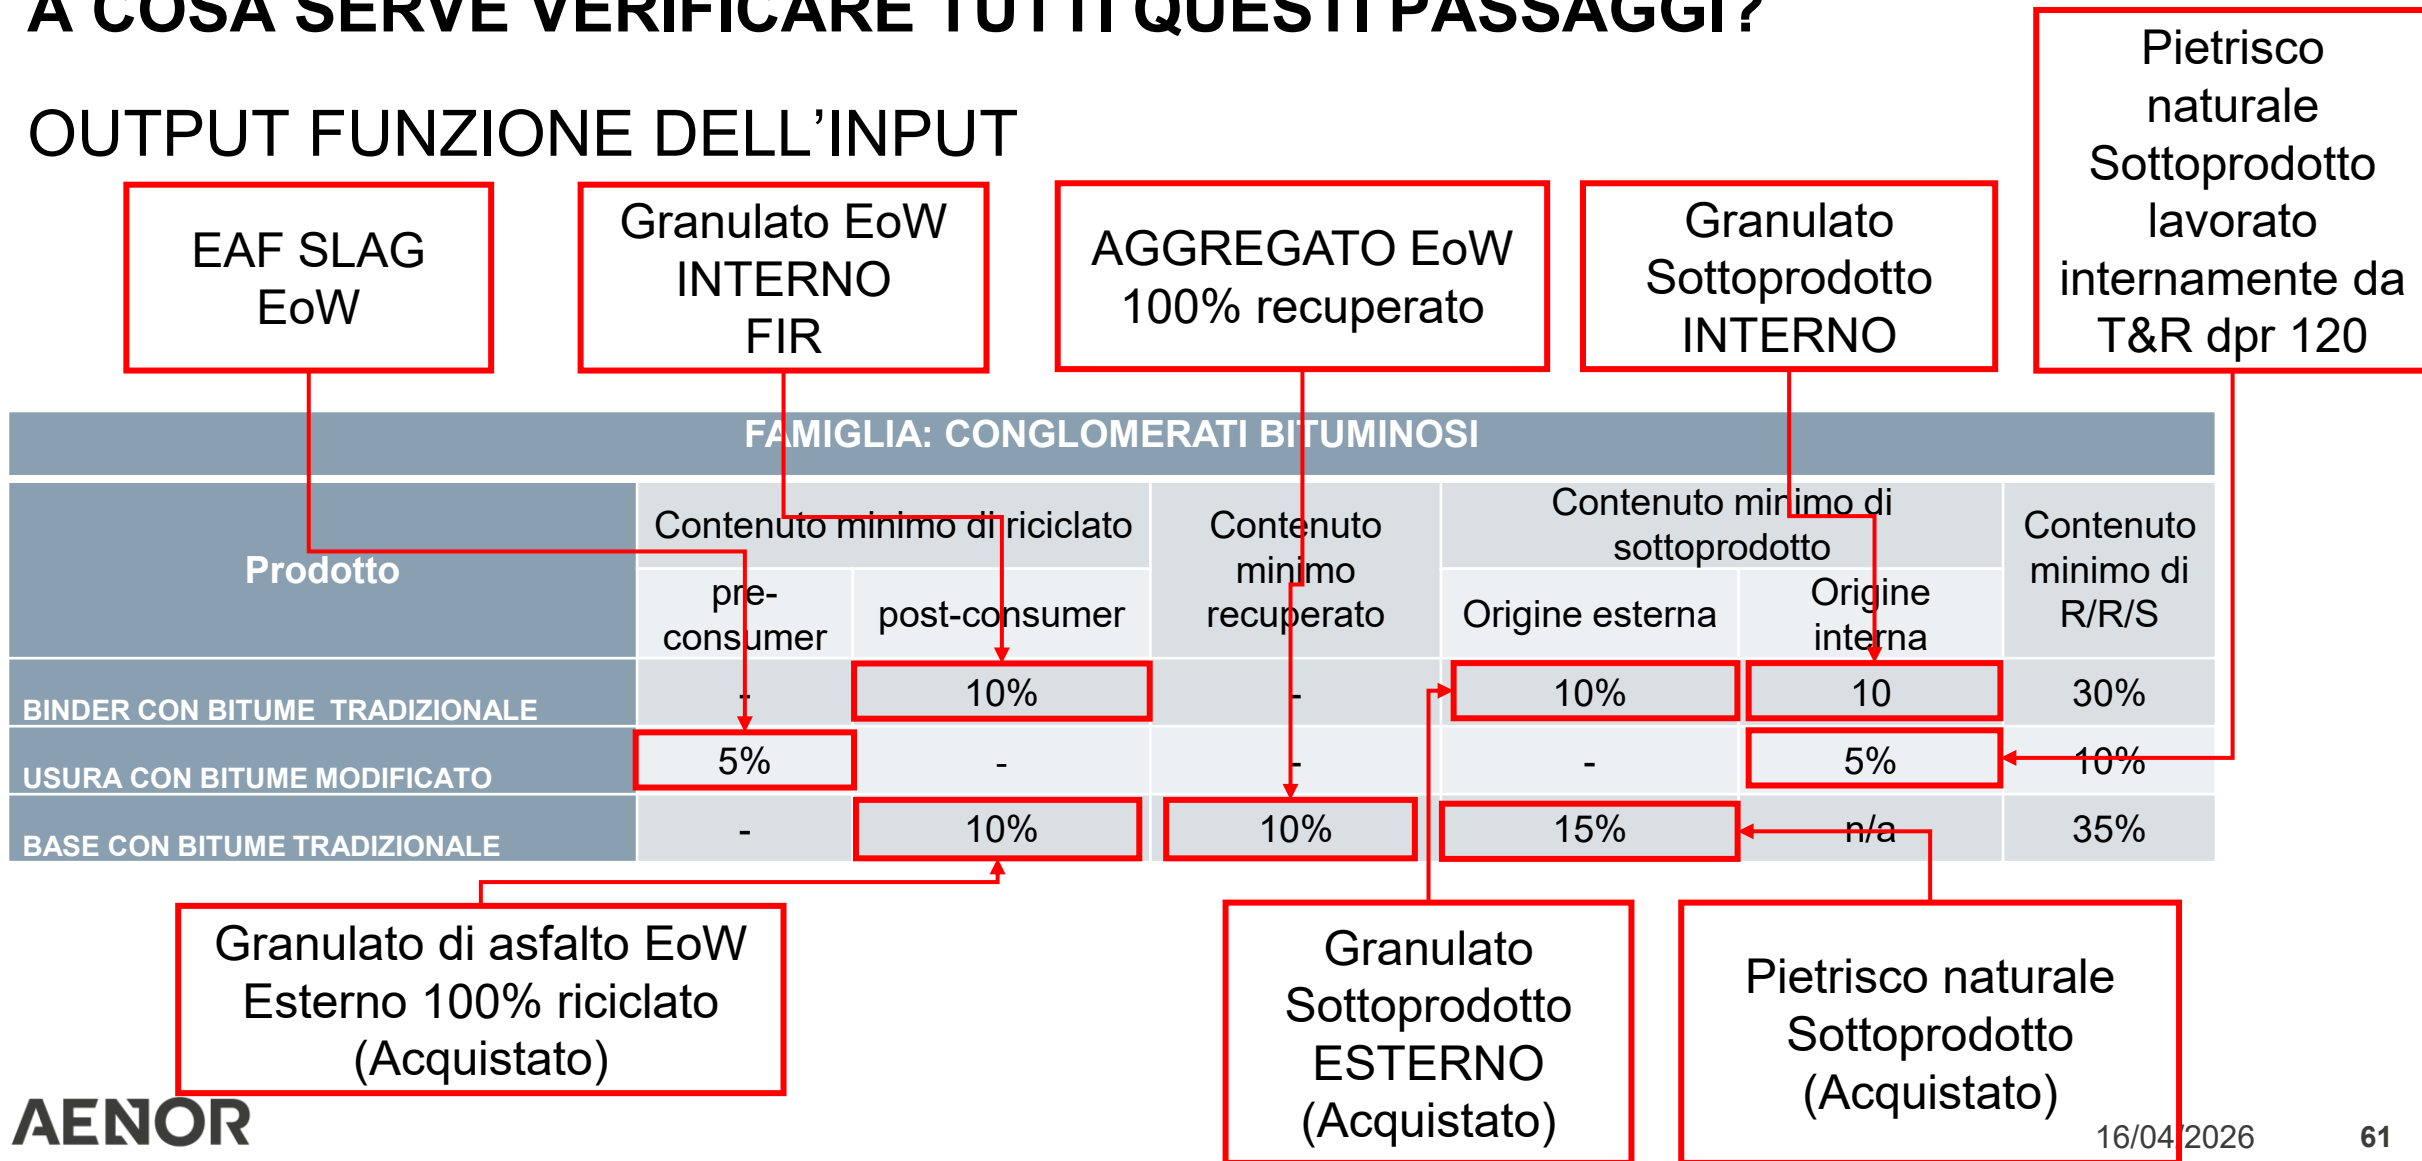 A COSA SERVE VERIFICARE TUTTI QUESTI PASSAGGI?
OUTPUT FUNZIONE DELL'INPUT
EAF SLAG
EoW
Granulato EoW
INTERNO
FIR
AGGREGATO EoW
100% recuperato
Granulato
Sottoprodotto
INTERNO
Pietrisco
naturale
Sottoprodotto
lavorato
internamente da
T&R dpr 120
FAMIGLIA: CONGLOMERATI BITUMINOSI
Prodotto
Contenuto minimo di riciclato
pre-
consumer
post-consumer
Contenuto
minimo
recuperato
Contenuto minimo di
sottoprodotto
Origine esterna
Origine
interna
Contenuto
minimo di
R/R/S
BINDER CON BITUME TRADIZIONALE - 10% - 10% 10 30%
USURA CON BITUME MODIFICATO 5% - - - 5% 10%
BASE CON BITUME TRADIZIONALE - 10% 10% 15% n/a 35%
Granulato di asfalto EoW
Esterno 100% riciclato
(Acquistato)
Granulato
Sottoprodotto
ESTERNO
(Acquistato)
Pietrisco naturale
Sottoprodotto
(Acquistato)
AENOR
16/04/2026 61